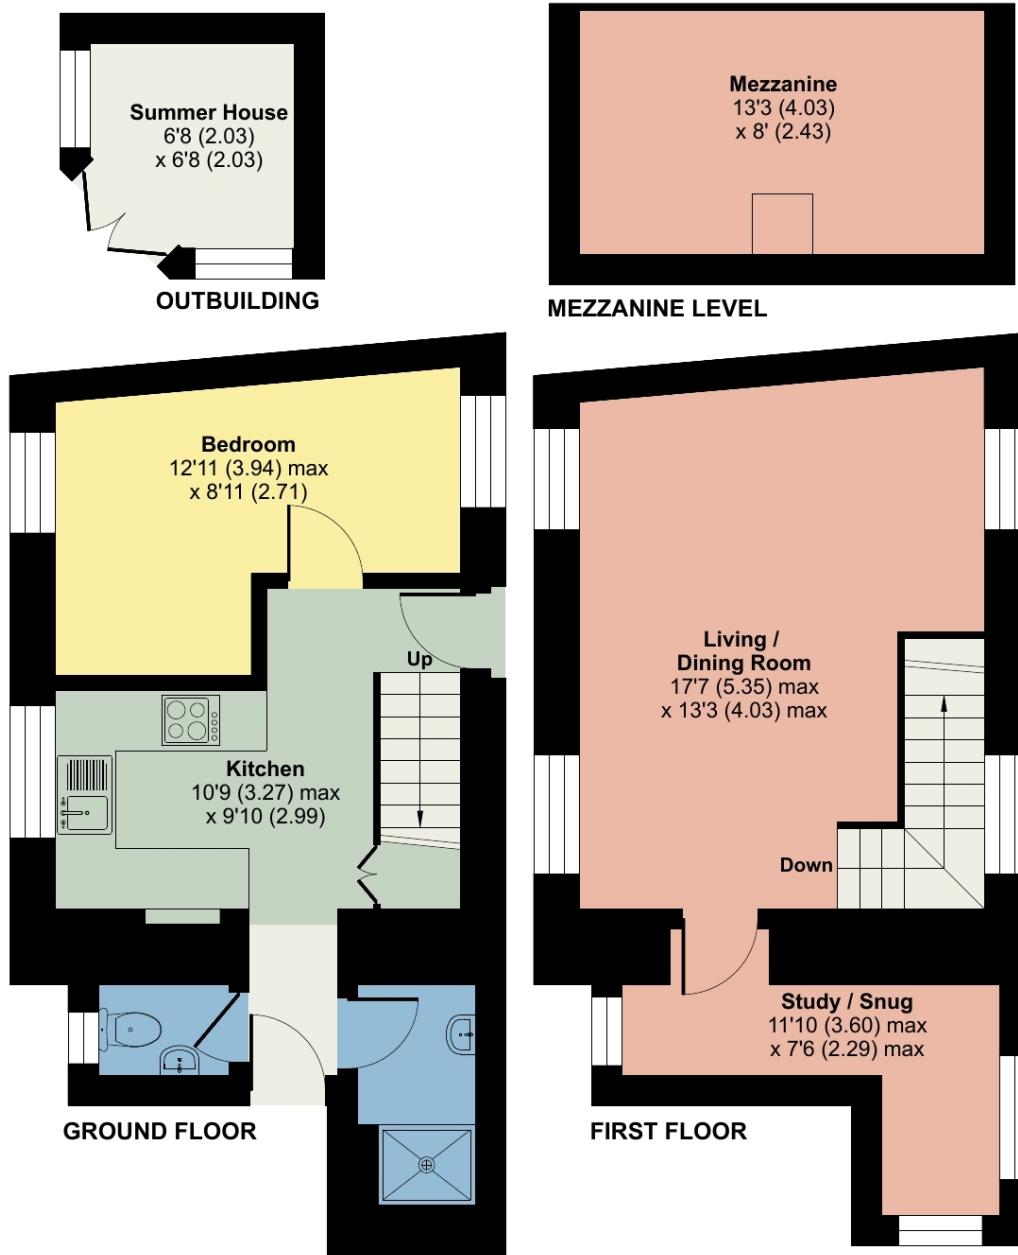 Summer House
6'8 (2.03)
x 6'8 (2.03)
OUTBUILDING
Mezzanine
13'3 (4.03)
x 8' (2.43)
MEZZANINE LEVEL
Bedroom
12'11 (3.94) max
x 8'11 (2.71)
Up
Kitchen
10'9 (3.27) max
x 9'10 (2.99)
GROUND FLOOR
Living /
Dining Room
17'7 (5.35) max
x 13'3 (4.03) max
Down
Study / Snug
11'10 (3.60) max
x 7'6 (2.29) max
FIRST FLOOR